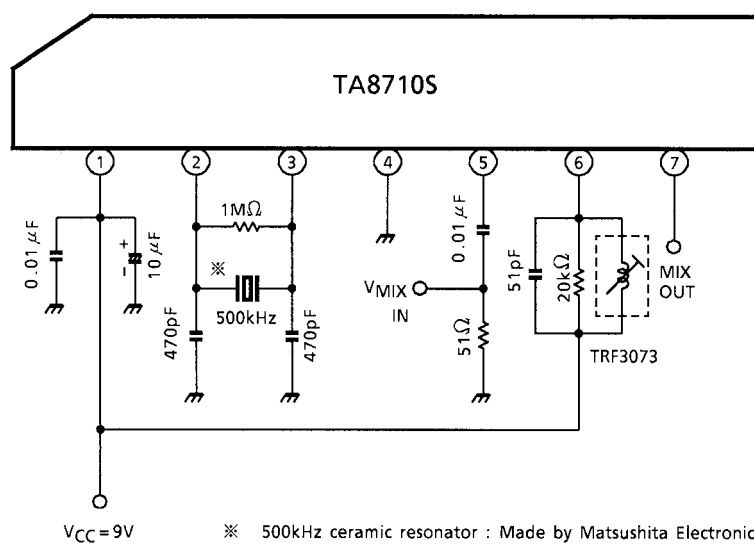 TA8710S
1
2
3
4
5
6
7
0.01μF
+
−
10μF
1MΩ
※
500kHz
470pF
470pF
0.01μF
VMIX
IN
51Ω
51pF
20kΩ
TRF3073
MIX
OUT
VCC=9V
※ 500kHz ceramic resonator : Made by Matsushita Electronic